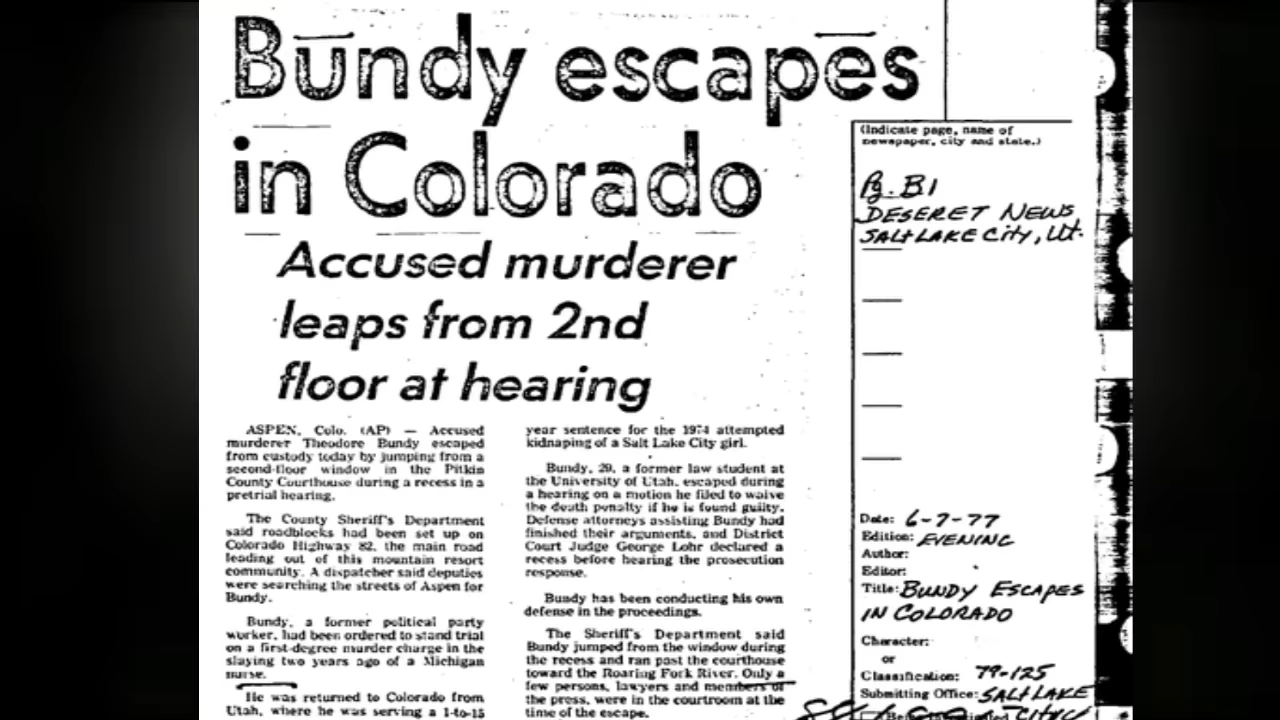 Bundy escapes
in Colorado
Accused murderer
leaps from 2nd
floor at hearing
ASPEN, Colo. (AP) — Accused
murderer Theodore Bundy escaped
from custody today by jumping from a
second-floor window in the Pitkin
County Courthouse during a recess in a
pretrial hearing.
The County Sheriff's Department
said roadblocks had been set up on
Colorado Highway 82, the main road
leading out of this mountain resort
community. A dispatcher said deputies
were searching the streets of Aspen for
Bundy.
Bundy, a former political party
worker, had been ordered to stand trial
on a first-degree murder charge in the
slaying two years ago of a Michigan
nurse.
He was returned to Colorado from
Utah, where he was serving a 1-to-15
year sentence for the 1974 attempted
kidnaping of a Salt Lake City girl.
Bundy, 29, a former law student at
the University of Utah, escaped during
a hearing on a motion he filed to waive
the death penalty if he is found guilty.
Defense attorneys assisting Bundy had
finished their arguments, and District
Court Judge George Lohr declared a
recess before hearing the prosecution
response.
Bundy has been conducting his own
defense in the proceedings.
The Sheriff's Department said
Bundy jumped from the window during
the recess and ran past the courthouse
toward the Roaring Fork River. Only a
few persons, lawyers and members of
the press, were in the courtroom at the
time of the escape.
(Indicate page, name of
newspaper, city and state.)
Pg. B1
DESERET NEWS
SALT LAKE CITY, Ut.
Date: 6-7-77
Edition: EVENING
Author:
Editor:
Title: BUNDY ESCAPES
IN COLORADO
Character:
or
Classification: 79-125
Submitting Office: SALT LAKE
CITY